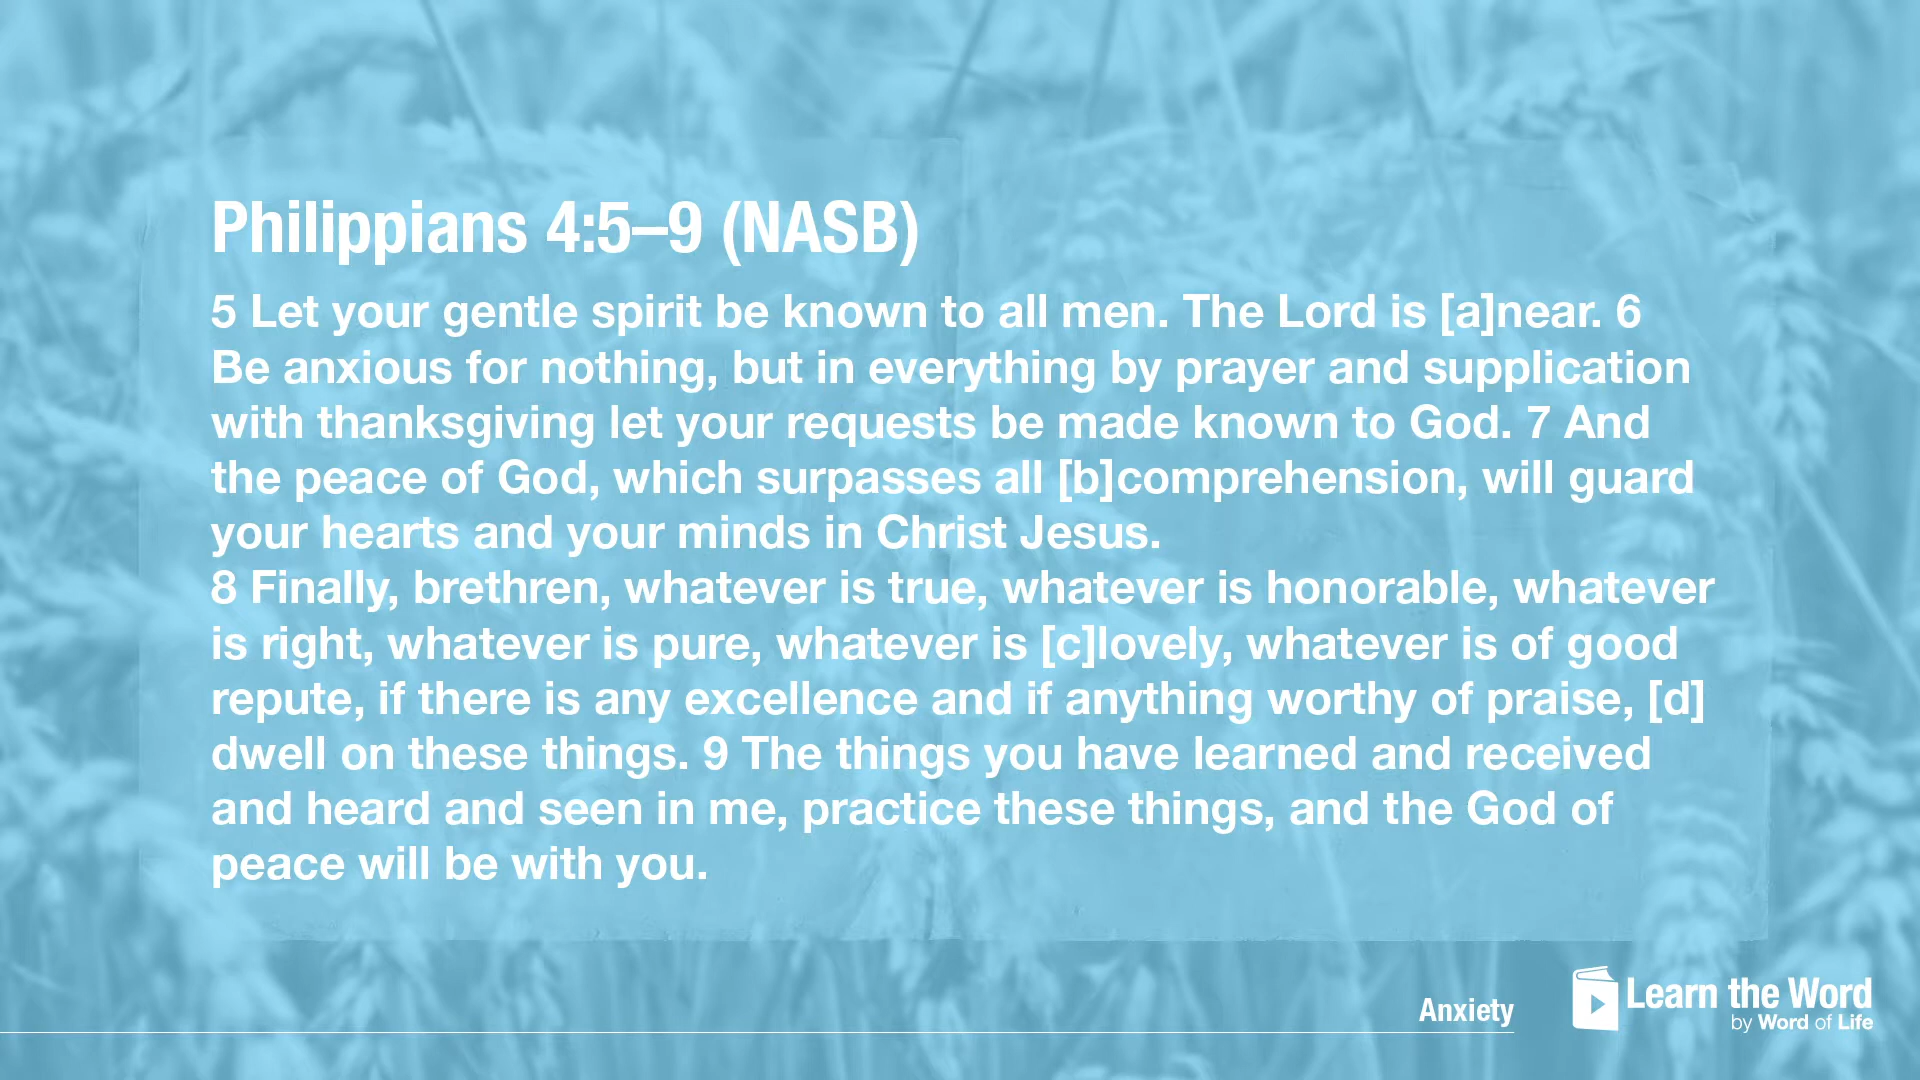 Philippians 4:5–9 (NASB)
5 Let your gentle spirit be known to all men. The Lord is [a]near. 6
Be anxious for nothing, but in everything by prayer and supplication
with thanksgiving let your requests be made known to God. 7 And
the peace of God, which surpasses all [b]comprehension, will guard
your hearts and your minds in Christ Jesus.
8 Finally, brethren, whatever is true, whatever is honorable, whatever
is right, whatever is pure, whatever is [c]lovely, whatever is of good
repute, if there is any excellence and if anything worthy of praise, [d]
dwell on these things. 9 The things you have learned and received
and heard and seen in me, practice these things, and the God of
peace will be with you.
Anxiety
Learn the Word
by Word of Life